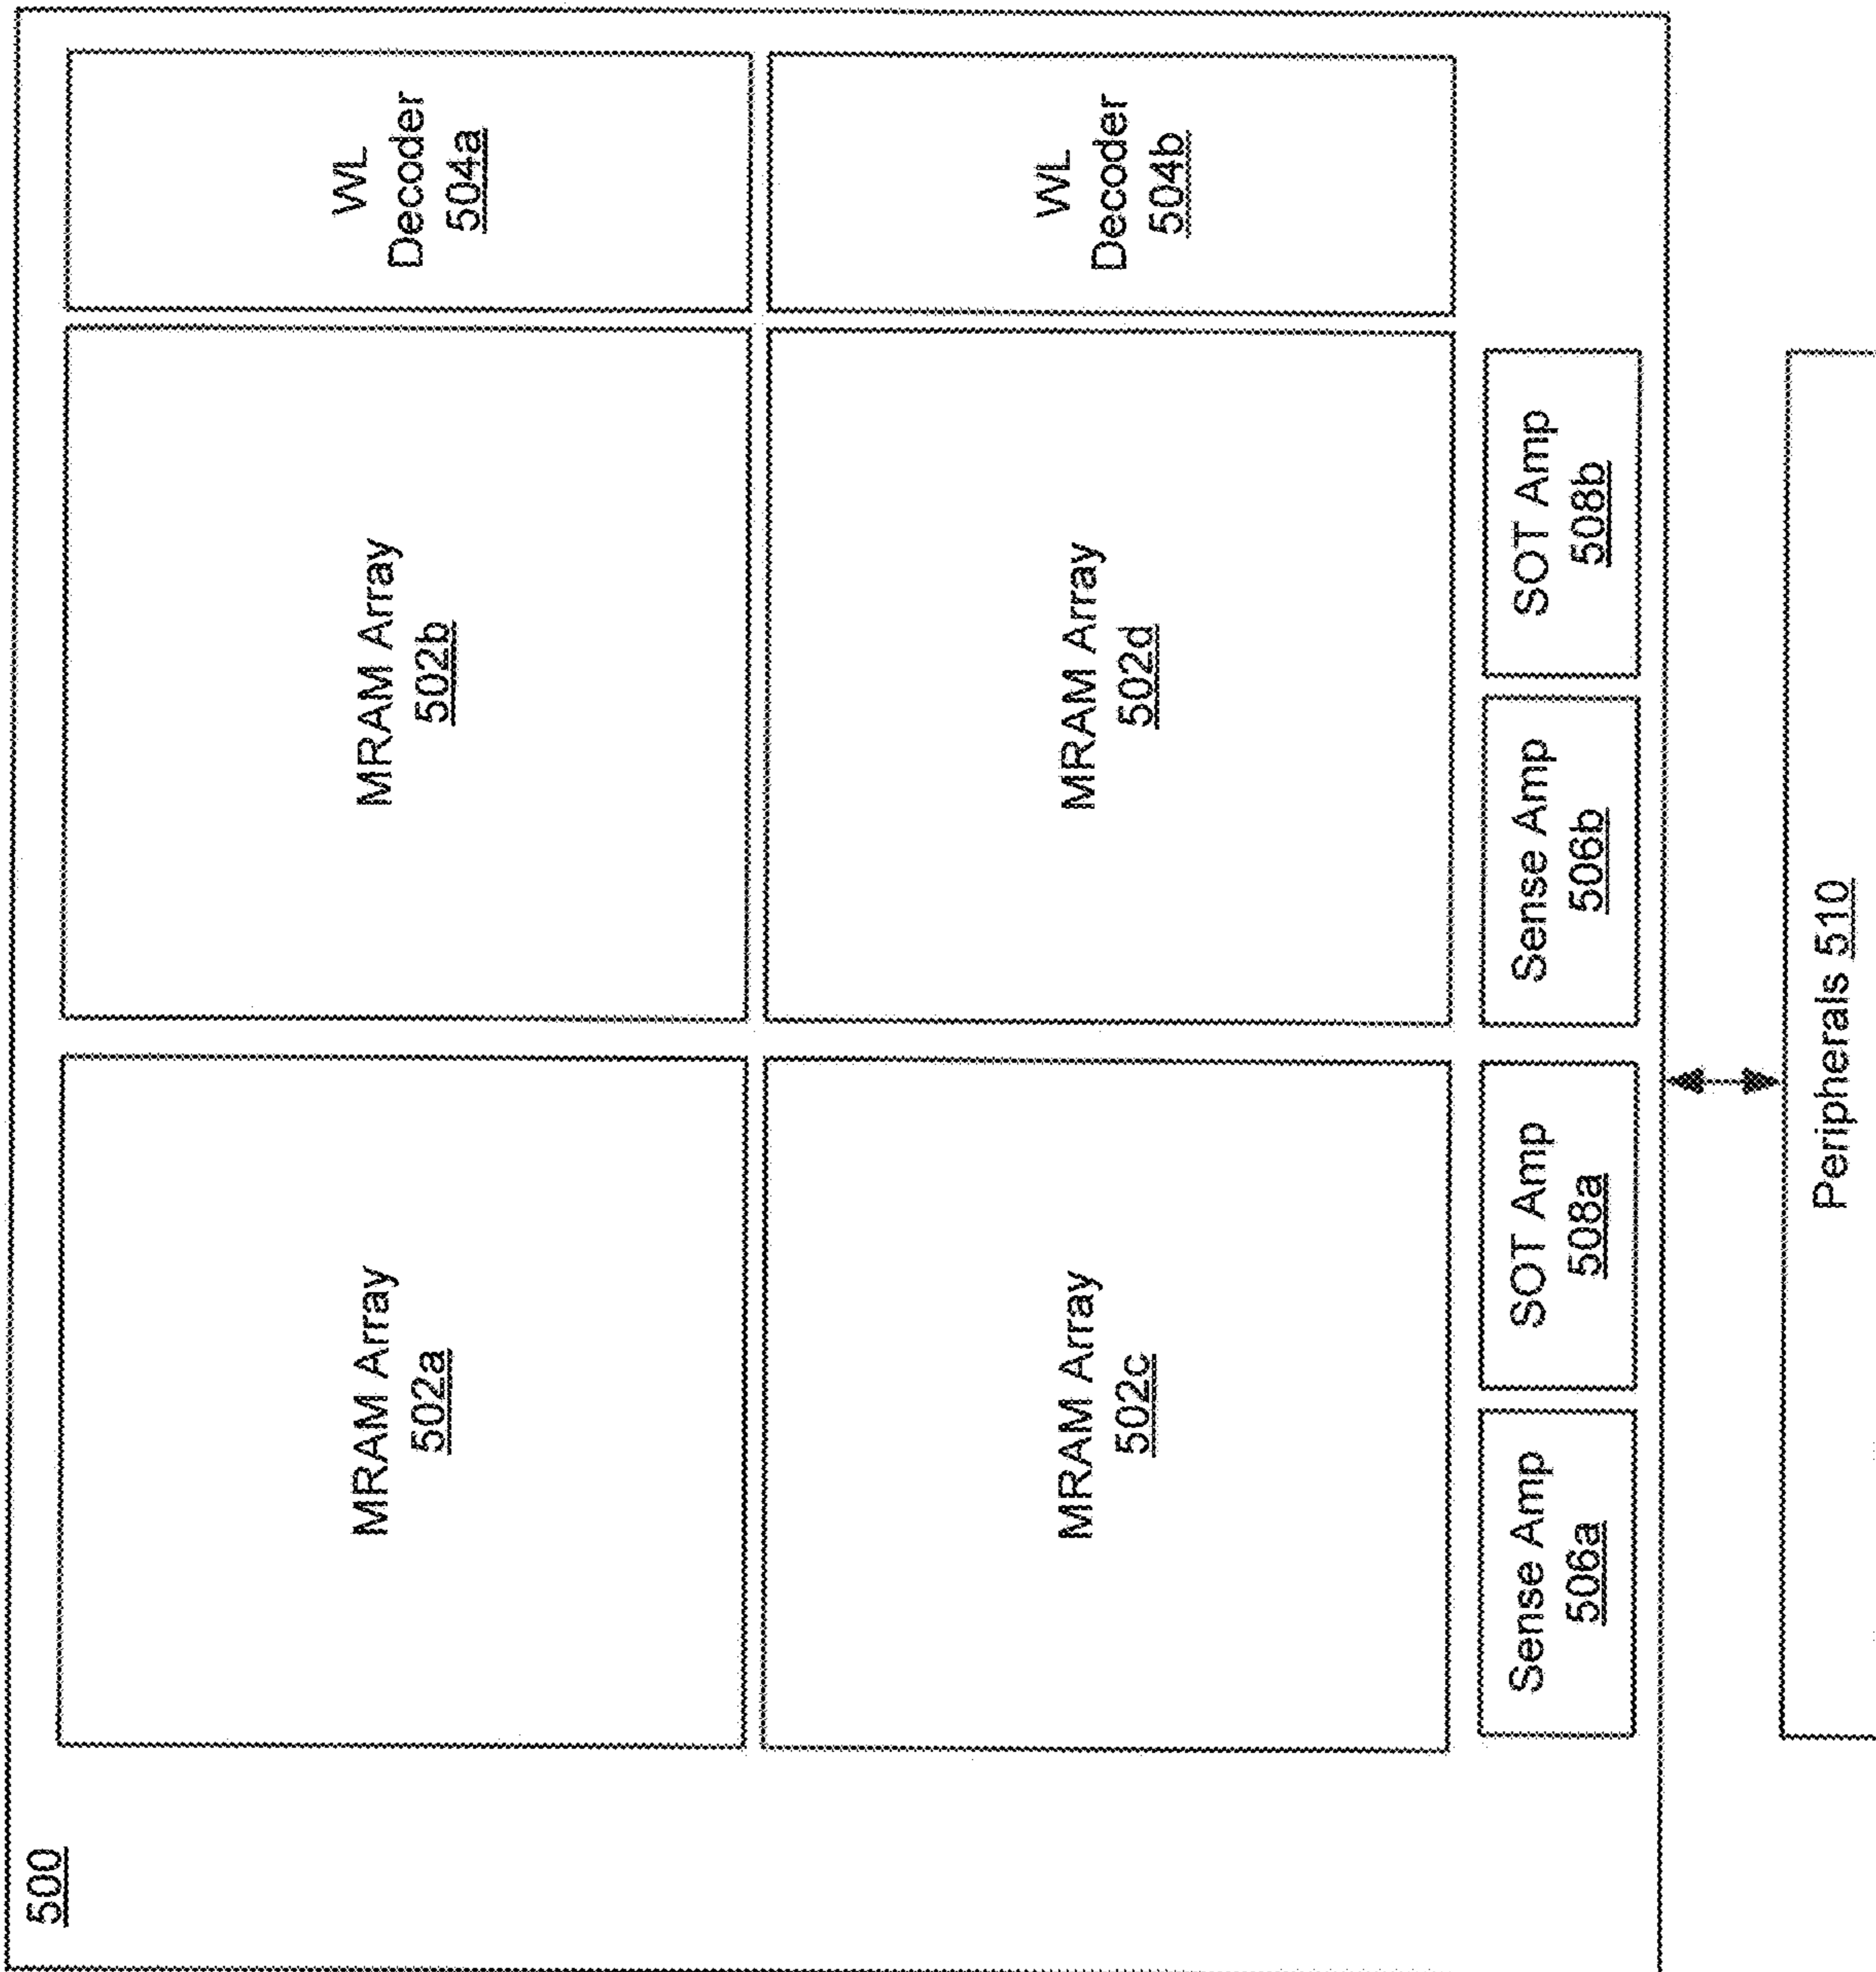 500
MRAM Array
502a
MRAM Array
502b
WL
Decoder
504a
MRAM Array
502c
MRAM Array
502d
WL
Decoder
504b
Sense Amp
506a
SOT Amp
508a
Sense Amp
506b
SOT Amp
508b
Peripherals 510